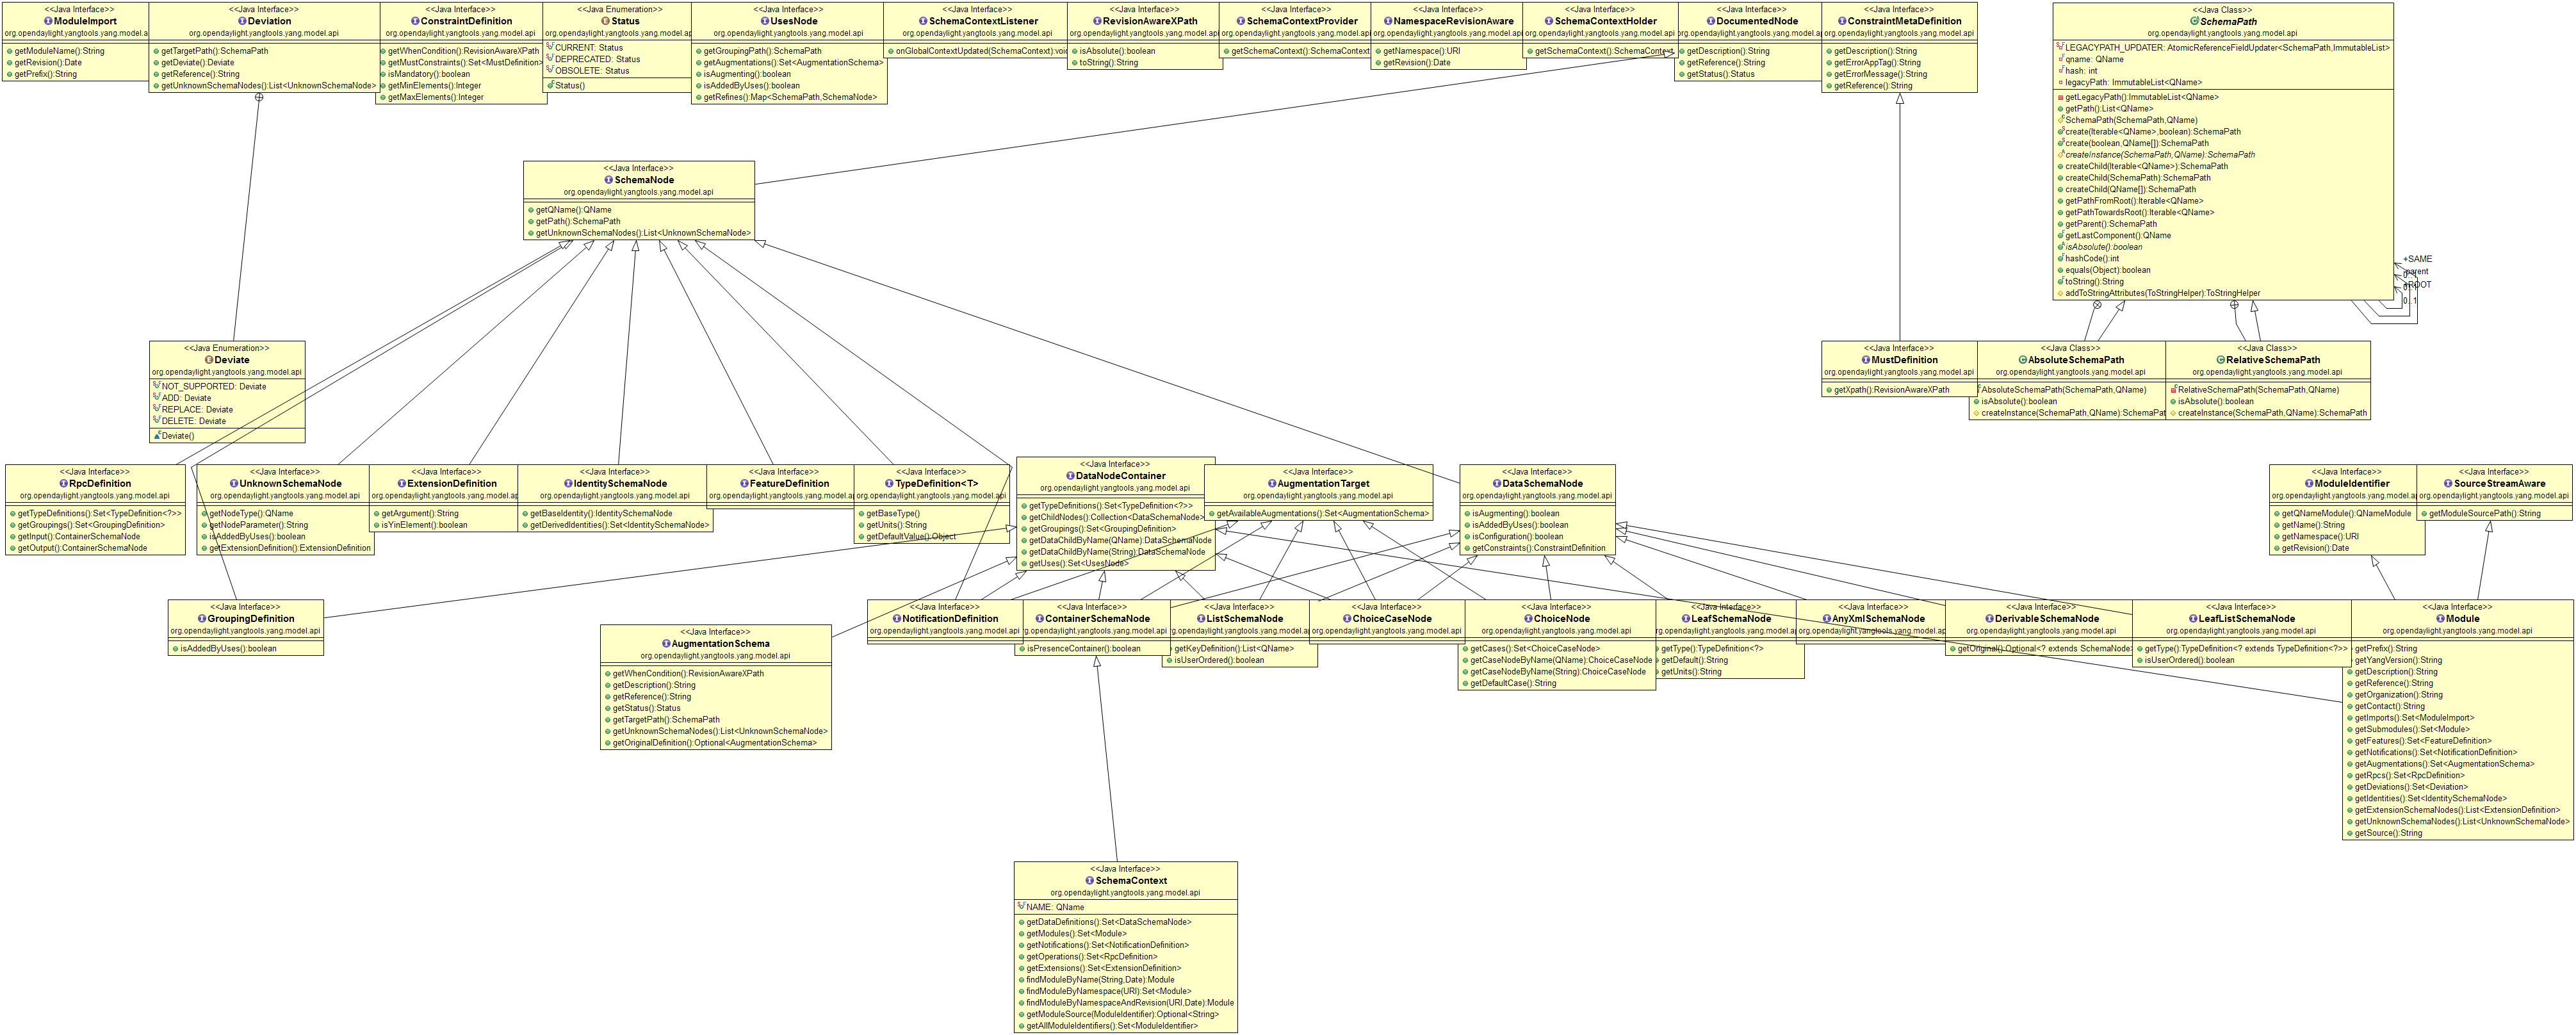 <<Java Interface>>
ModuleImport
org.opendaylight.yangtools.yang.model.a
getModuleName():String
getRevision():Date
getPrefix():String
<<Java Interface>>
Deviation
org.opendaylight.yangtools.yang.model.api
getTargetPath():SchemaPath
getDeviate():Deviate
getReference():String
getUnknownSchemaNodes():List<UnknownSchemaNode>
<<Java Interface>>
ConstraintDefinition
org.opendaylight.yangtools.yang.model.api
getWhenCondition():RevisionAwareXPath
getMustConstraints():Set<MustDefinition>
isMandatory():boolean
getMinElements():Integer
getMaxElements():Integer
<<Java Enumeration>>
Status
org.opendaylight.yangtools.yang.model.api
CURRENT: Status
DEPRECATED: Status
OBSOLETE: Status
Status()
<<Java Interface>>
UsesNode
org.opendaylight.yangtools.yang.model.api
getGroupingPath():SchemaPath
getAugmentations():Set<AugmentationSchema>
isAugmenting():boolean
isAddedByUses():boolean
getRefines():Map<SchemaPath,SchemaNode>
<<Java Interface>>
SchemaContextListener
org.opendaylight.yangtools.yang.model.api
onGlobalContextUpdated(SchemaContext):voi
<<Java Interface>>
RevisionAwareXPath
org.opendaylight.yangtools.yang.model.api
isAbsolute():boolean
toString():String
<<Java Interface>>
SchemaContextProvider
org.opendaylight.yangtools.yang.model.api
getSchemaContext():SchemaContext
<<Java Interface>>
NamespaceRevisionAware
org.opendaylight.yangtools.yang.model.api
getNamespace():URI
getRevision():Date
<<Java Interface>>
SchemaContextHolder
org.opendaylight.yangtools.yang.model.api
getSchemaContext():SchemaContext
<<Java Interface>>
DocumentedNode
org.opendaylight.yangtools.yang.model.api
getDescription():String
getReference():String
getStatus():Status
<<Java Interface>>
ConstraintMetaDefinition
org.opendaylight.yangtools.yang.model.api
getDescription():String
getErrorAppTag():String
getErrorMessage():String
getReference():String
<<Java Class>>
SchemaPath
org.opendaylight.yangtools.yang.model.api
LEGACYPATH_UPDATER: AtomicReferenceFieldUpdater<SchemaPath,ImmutableList>
qname: QName
hash: int
legacyPath: ImmutableList<QName>
getLegacyPath():ImmutableList<QName>
getPath():List<QName>
SchemaPath(SchemaPath,QName)
create(Iterable<QName>,boolean):SchemaPath
create(boolean,QName[]):SchemaPath
createInstance(SchemaPath,QName):SchemaPath
createChild(Iterable<QName>):SchemaPath
createChild(SchemaPath):SchemaPath
createChild(QName[]):SchemaPath
getPathFromRoot():Iterable<QName>
getPathTowardsRoot():Iterable<QName>
getParent():SchemaPath
getLastComponent():QName
isAbsolute():boolean
hashCode():int
equals(Object):boolean
toString():String
addToStringAttributes(ToStringHelper):ToStringHelper
+SAME
parent
+ROOT
0..1
<<Java Interface>>
SchemaNode
org.opendaylight.yangtools.yang.model.api
getQName():QName
getPath():SchemaPath
getUnknownSchemaNodes():List<UnknownSchemaNode>
<<Java Enumeration>>
Deviate
org.opendaylight.yangtools.yang.model.api
NOT_SUPPORTED: Deviate
ADD: Deviate
REPLACE: Deviate
DELETE: Deviate
Deviate()
<<Java Interface>>
MustDefinition
org.opendaylight.yangtools.yang.model.api
getXpath():RevisionAwareXPath
<<Java Class>>
AbsoluteSchemaPath
org.opendaylight.yangtools.yang.model.api
AbsoluteSchemaPath(SchemaPath,QName)
isAbsolute():boolean
createInstance(SchemaPath,QName):SchemaPat
<<Java Class>>
RelativeSchemaPath
org.opendaylight.yangtools.yang.model.api
RelativeSchemaPath(SchemaPath,QName)
isAbsolute():boolean
createInstance(SchemaPath,QName):SchemaPath
<<Java Interface>>
RpcDefinition
org.opendaylight.yangtools.yang.model.api
getTypeDefinitions():Set<TypeDefinition<?>>
getGroupings():Set<GroupingDefinition>
getInput():ContainerSchemaNode
getOutput():ContainerSchemaNode
<<Java Interface>>
UnknownSchemaNode
org.opendaylight.yangtools.yang.model.api
getNodeType():QName
getNodeParameter():String
isAddedByUses():boolean
getExtensionDefinition():ExtensionDefinition
<<Java Interface>>
ExtensionDefinition
org.opendaylight.yangtools.yang.model.api
getArgument():String
isYinElement():boolean
<<Java Interface>>
IdentitySchemaNode
org.opendaylight.yangtools.yang.model.api
getBaseIdentity():IdentitySchemaNode
getDerivedIdentities():Set<IdentitySchemaNode>
<<Java Interface>>
FeatureDefinition
org.opendaylight.yangtools.yang.model.api
<<Java Interface>>
TypeDefinition<T>
org.opendaylight.yangtools.yang.model.api
getBaseType()
getUnits():String
getDefaultValue():Object
<<Java Interface>>
DataNodeContainer
org.opendaylight.yangtools.yang.model.api
getTypeDefinitions():Set<TypeDefinition<?>>
getChildNodes():Collection<DataSchemaNode>
getGroupings():Set<GroupingDefinition>
getDataChildByName(QName):DataSchemaNode
getDataChildByName(String):DataSchemaNode
getUses():Set<UsesNode>
<<Java Interface>>
AugmentationTarget
org.opendaylight.yangtools.yang.model.api
getAvailableAugmentations():Set<AugmentationSchema>
<<Java Interface>>
DataSchemaNode
org.opendaylight.yangtools.yang.model.api
isAugmenting():boolean
isAddedByUses():boolean
isConfiguration():boolean
getConstraints():ConstraintDefinition
<<Java Interface>>
ModuleIdentifier
org.opendaylight.yangtools.yang.model.api
getQNameModule():QNameModule
getName():String
getNamespace():URI
getRevision():Date
<<Java Interface>>
SourceStreamAware
org.opendaylight.yangtools.yang.model.api
getModuleSourcePath():String
<<Java Interface>>
GroupingDefinition
org.opendaylight.yangtools.yang.model.api
isAddedByUses():boolean
<<Java Interface>>
AugmentationSchema
org.opendaylight.yangtools.yang.model.api
getWhenCondition():RevisionAwareXPath
getDescription():String
getReference():String
getStatus():Status
getTargetPath():SchemaPath
getUnknownSchemaNodes():List<UnknownSchemaNode>
getOriginalDefinition():Optional<AugmentationSchema>
<<Java Interface>>
NotificationDefinition
org.opendaylight.yangtools.yang.model.api
<<Java Interface>>
ContainerSchemaNode
org.opendaylight.yangtools.yang.model.api
isPresenceContainer():boolean
<<Java Interface>>
ListSchemaNode
org.opendaylight.yangtools.yang.model.api
getKeyDefinition():List<QName>
isUserOrdered():boolean
<<Java Interface>>
ChoiceCaseNode
org.opendaylight.yangtools.yang.model.api
<<Java Interface>>
ChoiceNode
org.opendaylight.yangtools.yang.model.api
getCases():Set<ChoiceCaseNode>
getCaseNodeByName(QName):ChoiceCaseNode
getCaseNodeByName(String):ChoiceCaseNode
getDefaultCase():String
<<Java Interface>>
LeafSchemaNode
org.opendaylight.yangtools.yang.model.ap
getType():TypeDefinition<?>
getDefault():String
getUnits():String
<<Java Interface>>
AnyXmlSchemaNode
org.opendaylight.yangtools.yang.model.api
<<Java Interface>>
DerivableSchemaNode
org.opendaylight.yangtools.yang.model.api
getOriginal():Optional<? extends SchemaNode>
<<Java Interface>>
LeafListSchemaNode
org.opendaylight.yangtools.yang.model.api
getType():TypeDefinition<? extends TypeDefinition<?>>
isUserOrdered():boolean
<<Java Interface>>
Module
org.opendaylight.yangtools.yang.model.api
getPrefix():String
getYangVersion():String
getDescription():String
getReference():String
getOrganization():String
getContact():String
getImports():Set<ModuleImport>
getSubmodules():Set<Module>
getFeatures():Set<FeatureDefinition>
getNotifications():Set<NotificationDefinition>
getAugmentations():Set<AugmentationSchema>
getRpcs():Set<RpcDefinition>
getDeviations():Set<Deviation>
getIdentities():Set<IdentitySchemaNode>
getExtensionSchemaNodes():List<ExtensionDefinition>
getUnknownSchemaNodes():List<UnknownSchemaNode>
getSource():String
<<Java Interface>>
SchemaContext
org.opendaylight.yangtools.yang.model.api
NAME: QName
getDataDefinitions():Set<DataSchemaNode>
getModules():Set<Module>
getNotifications():Set<NotificationDefinition>
getOperations():Set<RpcDefinition>
getExtensions():Set<ExtensionDefinition>
findModuleByName(String,Date):Module
findModuleByNamespace(URI):Set<Module>
findModuleByNamespaceAndRevision(URI,Date):Module
getModuleSource(ModuleIdentifier):Optional<String>
getAllModuleIdentifiers():Set<ModuleIdentifier>